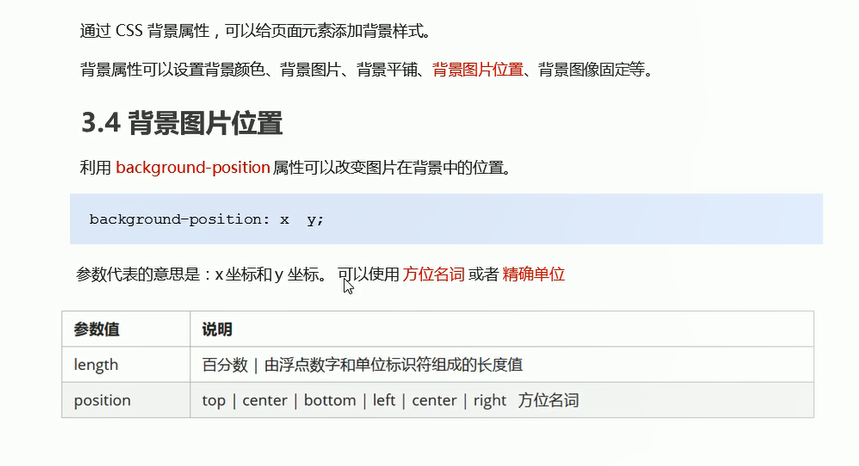 通过 CSS 背景属性，可以给页面元素添加背景样式。
背景属性可以设置背景颜色、背景图片、背景平铺、背景图片位置、背景图像固定等。
3.4 背景图片位置
利用 background-position 属性可以改变图片在背景中的位置。
background-position: x  y;
参数代表的意思是：x 坐标和 y 坐标。 可以使用 方位名词 或者 精确单位
参数值 说明
length 百分数 | 由浮点数字和单位标识符组成的长度值
position top | center | bottom | left | center | right 方位名词